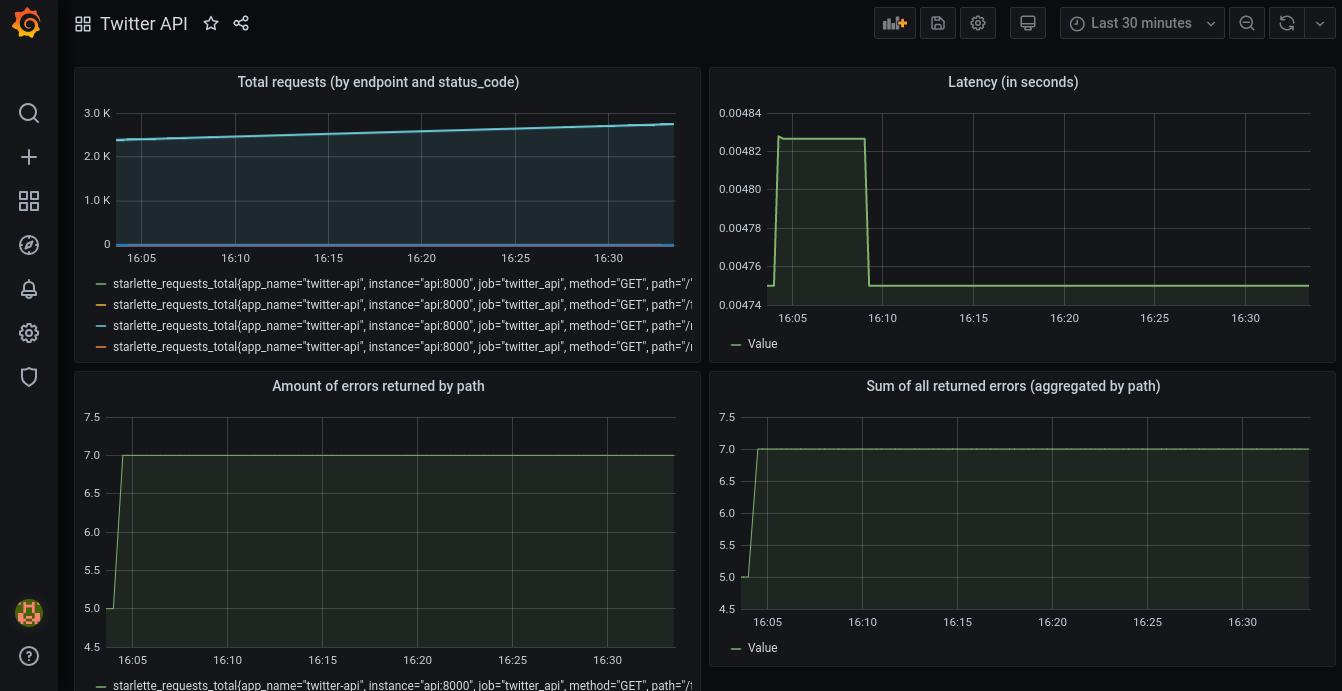 Twitter API
Last 30 minutes
Total requests (by endpoint and status_code)
3.0 K
2.0 K
1.0 K
0
16:05 16:10 16:15 16:20 16:25 16:30
starlette_requests_total{app_name="twitter-api", instance="api:8000", job="twitter_api", method="GET", path="/
starlette_requests_total{app_name="twitter-api", instance="api:8000", job="twitter_api", method="GET", path="/
starlette_requests_total{app_name="twitter-api", instance="api:8000", job="twitter_api", method="GET", path="/
starlette_requests_total{app_name="twitter-api", instance="api:8000", job="twitter_api", method="GET", path="/
Latency (in seconds)
0.00484
0.00482
0.00480
0.00478
0.00476
0.00474
16:05 16:10 16:15 16:20 16:25 16:30
Value
Amount of errors returned by path
7.5
7.0
6.5
6.0
5.5
5.0
4.5
16:05 16:10 16:15 16:20 16:25 16:30
starlette_requests_total{app_name="twitter-api", instance="api:8000", job="twitter_api", method="GET", path="/
Sum of all returned errors (aggregated by path)
7.5
7.0
6.5
6.0
5.5
5.0
4.5
16:05 16:10 16:15 16:20 16:25 16:30
Value